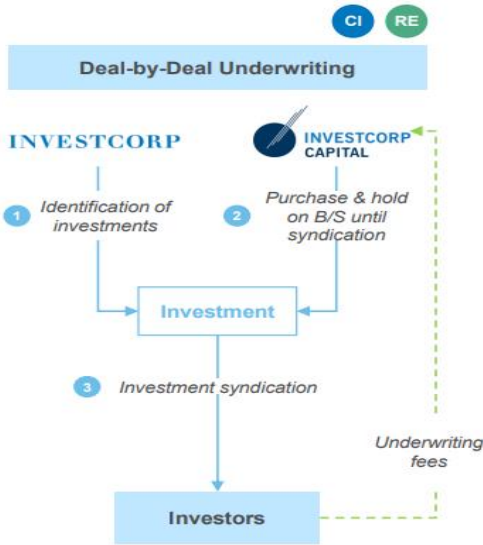 CI RE
Deal-by-Deal Underwriting
INVESTCORP
INVESTCORP
CAPITAL
1
Identification of
investments
2
Purchase & hold
on B/S until
syndication
Investment
3
Investment syndication
Underwriting
fees
Investors